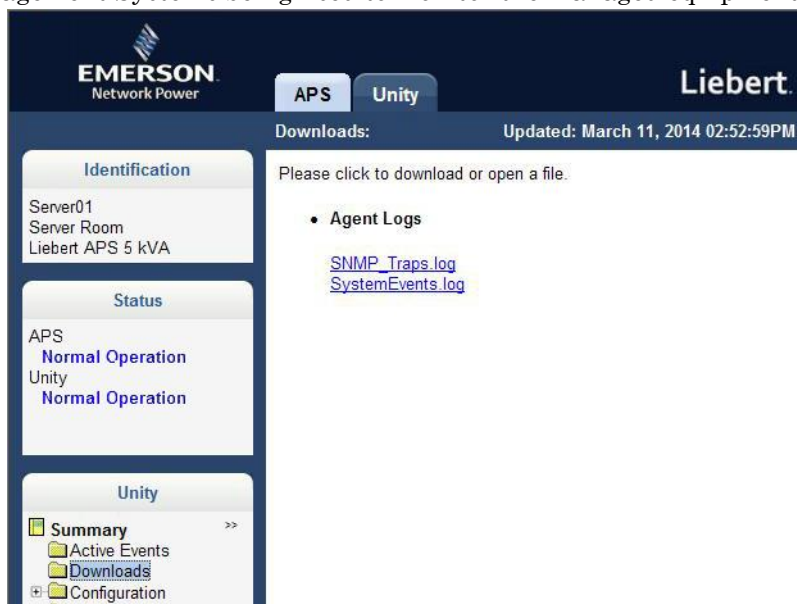 EMERSON
Network Power
APS
Unity
Liebert.
Downloads:
Updated: March 11, 2014 02:52:59PM
Identification
Server01
Server Room
Liebert APS 5 kVA
Please click to download or open a file.
• Agent Logs
SNMP_Traps.log
SystemEvents.log
Status
APS
Normal Operation
Unity
Normal Operation
Unity
Summary >>
Active Events
Downloads
Configuration